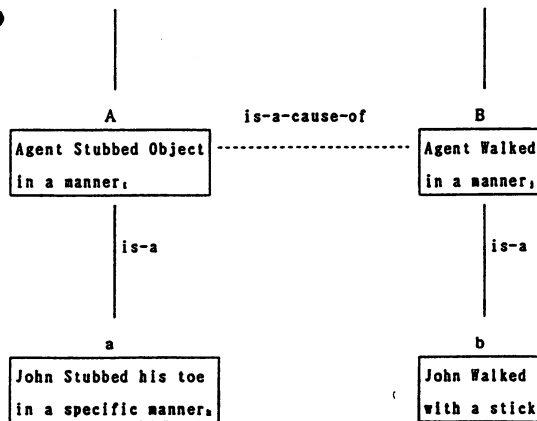 A is-a-cause-of B
Agent Stubbed Object
in a manner
Agent Walked
in a manner
is-a is-a
a b
John Stubbed his toe
in a specific manner
John Walked
with a stick